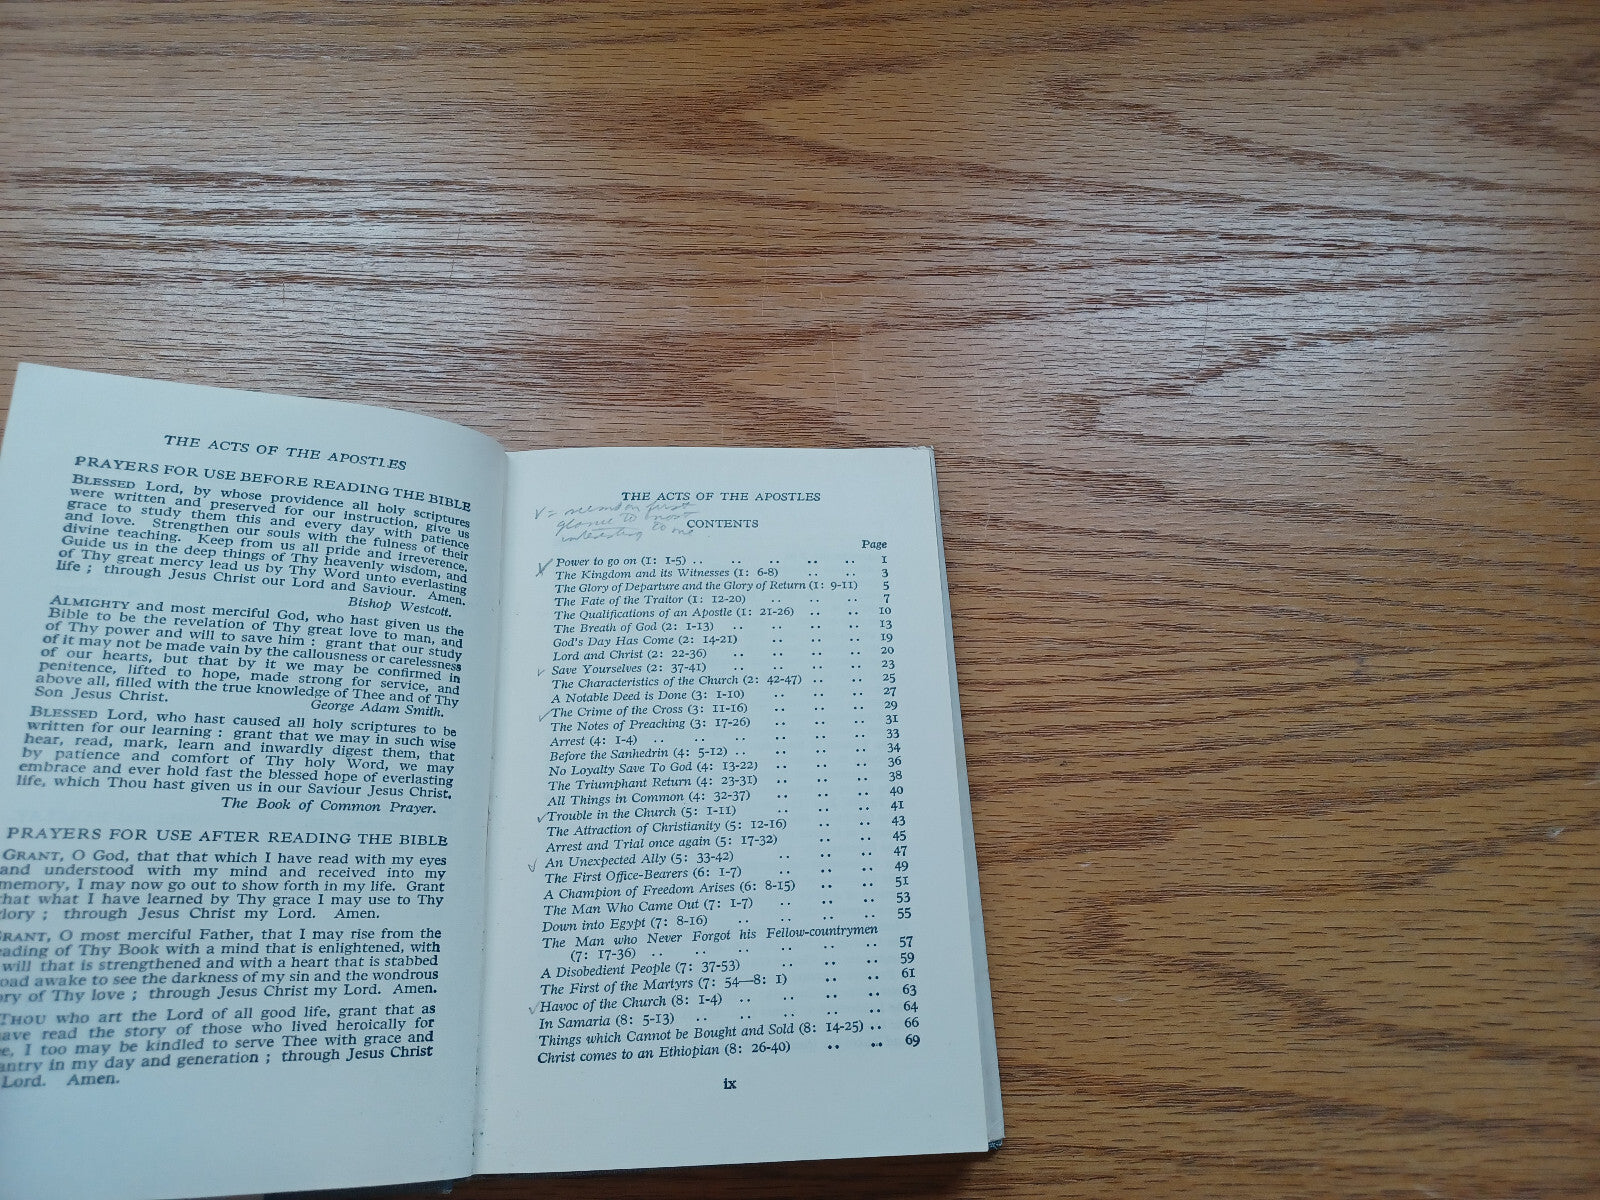 THE ACTS OF THE APOSTLES
PRAYERS FOR USE BEFORE READING THE BIBLE
BLESSED Lord, by whose providence all holy scriptures
were written and preserved for our instruction, give us
grace to study them this and every day with patience
and love. Strengthen our souls with the fulness of their
divine teaching. Keep from us all pride and irreverence.
Guide us in the deep things of Thy heavenly wisdom, and
of Thy great mercy lead us by Thy Word unto everlasting
life ; through Jesus Christ our Lord and Saviour. Amen.
Bishop Westcott.
ALMIGHTY and most merciful God, who hast given us the
Bible to be the revelation of Thy great love to man, and
of Thy power and will to save him : grant that our study
of it may not be made vain by the callousness or carelessness
of our hearts, but that by it we may be confirmed in
penitence, lifted to hope, made strong for service, and
above all, filled with the true knowledge of Thee and of Thy
Son Jesus Christ. George Adam Smith.
BLESSED Lord, who hast caused all holy scriptures to be
written for our learning : grant that we may in such wise
hear, read, mark, learn and inwardly digest them, that
by patience and comfort of Thy holy Word, we may
embrace and ever hold fast the blessed hope of everlasting
life, which Thou hast given us in our Saviour Jesus Christ.
The Book of Common Prayer.
PRAYERS FOR USE AFTER READING THE BIBLE
GRANT, O God, that that which I have read with my eyes
and understood with my mind and received into my
memory, I may now go out to show forth in my life. Grant
that what I have learned by Thy grace I may use to Thy
glory ; through Jesus Christ my Lord. Amen.
GRANT, O most merciful Father, that I may rise from the
reading of Thy Book with a mind that is enlightened, with
will that is strengthened and with a heart that is stabbed
oad awake to see the darkness of my sin and the wondrous
ory of Thy love ; through Jesus Christ my Lord. Amen.
THOU who art the Lord of all good life, grant that as
have read the story of those who lived heroically for
e, I too may be kindled to serve Thee with grace and
antry in my day and generation ; through Jesus Christ
Lord. Amen.
THE ACTS OF THE APOSTLES
√ = on first
glance to most
interesting to me
CONTENTS
Page
Power to go on (1: 1-5) .. .. .. .. .. 1
The Kingdom and its Witnesses (1: 6-8) .. .. 3
The Glory of Departure and the Glory of Return (1: 9-11) 5
The Fate of the Traitor (1: 12-20) .. .. .. 7
The Qualifications of an Apostle (1: 21-26) .. .. 10
The Breath of God (2: 1-13) .. .. .. .. 13
God's Day Has Come (2: 14-21) .. .. .. 19
Lord and Christ (2: 22-36) .. .. .. .. 20
Save Yourselves (2: 37-41) .. .. .. .. 23
The Characteristics of the Church (2: 42-47) .. .. 25
A Notable Deed is Done (3: 1-10) .. .. .. 27
The Crime of the Cross (3: 11-16) .. .. .. 29
The Notes of Preaching (3: 17-26) .. .. .. 31
Arrest (4: 1-4) .. .. .. .. .. 33
Before the Sanhedrin (4: 5-12) .. .. .. .. 34
No Loyalty Save To God (4: 13-22) .. .. .. 36
The Triumphant Return (4: 23-31) .. .. .. 38
All Things in Common (4: 32-37) .. .. .. 40
Trouble in the Church (5: 1-11) .. .. .. 41
The Attraction of Christianity (5: 12-16) .. .. 43
Arrest and Trial once again (5: 17-32) .. .. 45
An Unexpected Ally (5: 33-42) .. .. .. 47
The First Office-Bearers (6: 1-7) .. .. .. 49
A Champion of Freedom Arises (6: 8-15) .. .. 51
The Man Who Came Out (7: 1-7) .. .. .. 53
Down into Egypt (7: 8-16) .. .. .. .. 55
The Man who Never Forgot his Fellow-countrymen
(7: 17-36) .. .. .. .. .. .. 57
A Disobedient People (7: 37-53) .. .. .. 59
The First of the Martyrs (7: 54—8: 1) .. .. 61
Havoc of the Church (8: 1-4) .. .. .. .. 63
In Samaria (8: 5-13) .. .. .. .. .. 64
Things which Cannot be Bought and Sold (8: 14-25) .. 66
Christ comes to an Ethiopian (8: 26-40) .. .. 69
ix